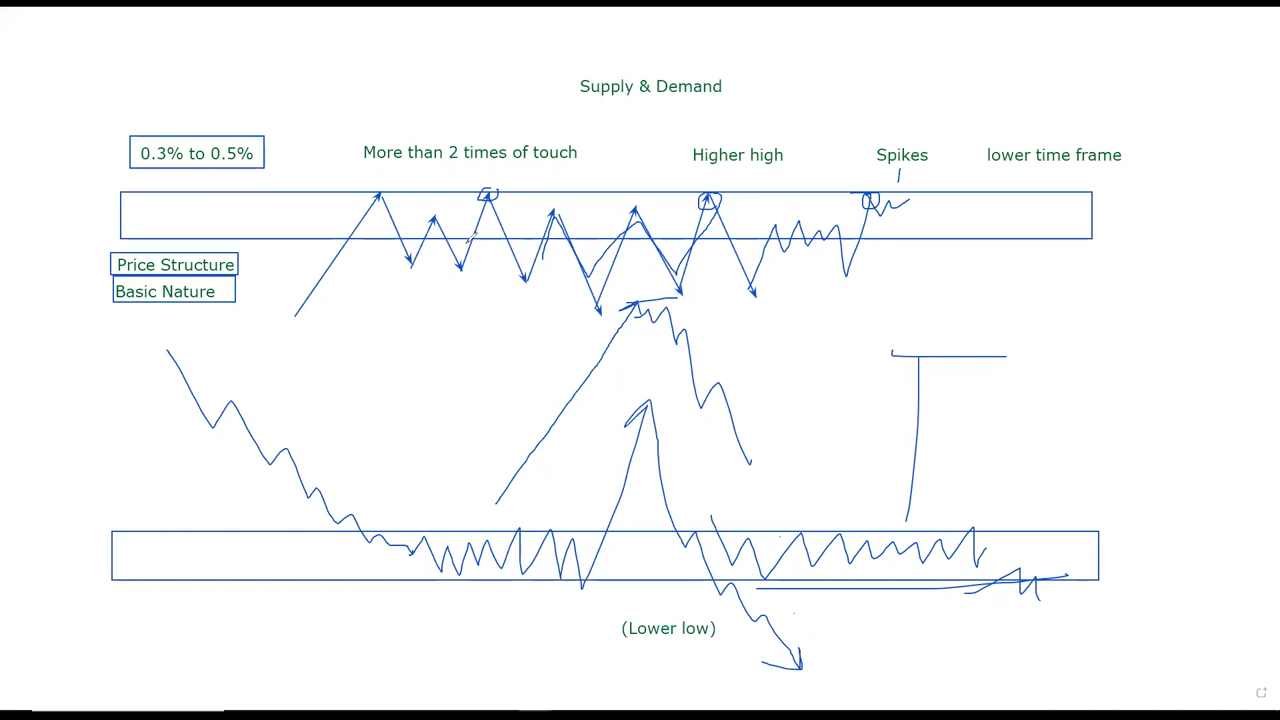 Supply & Demand
0.3% to 0.5%
More than 2 times of touch
Higher high
Spikes
lower time frame
Price Structure
Basic Nature
(Lower low)